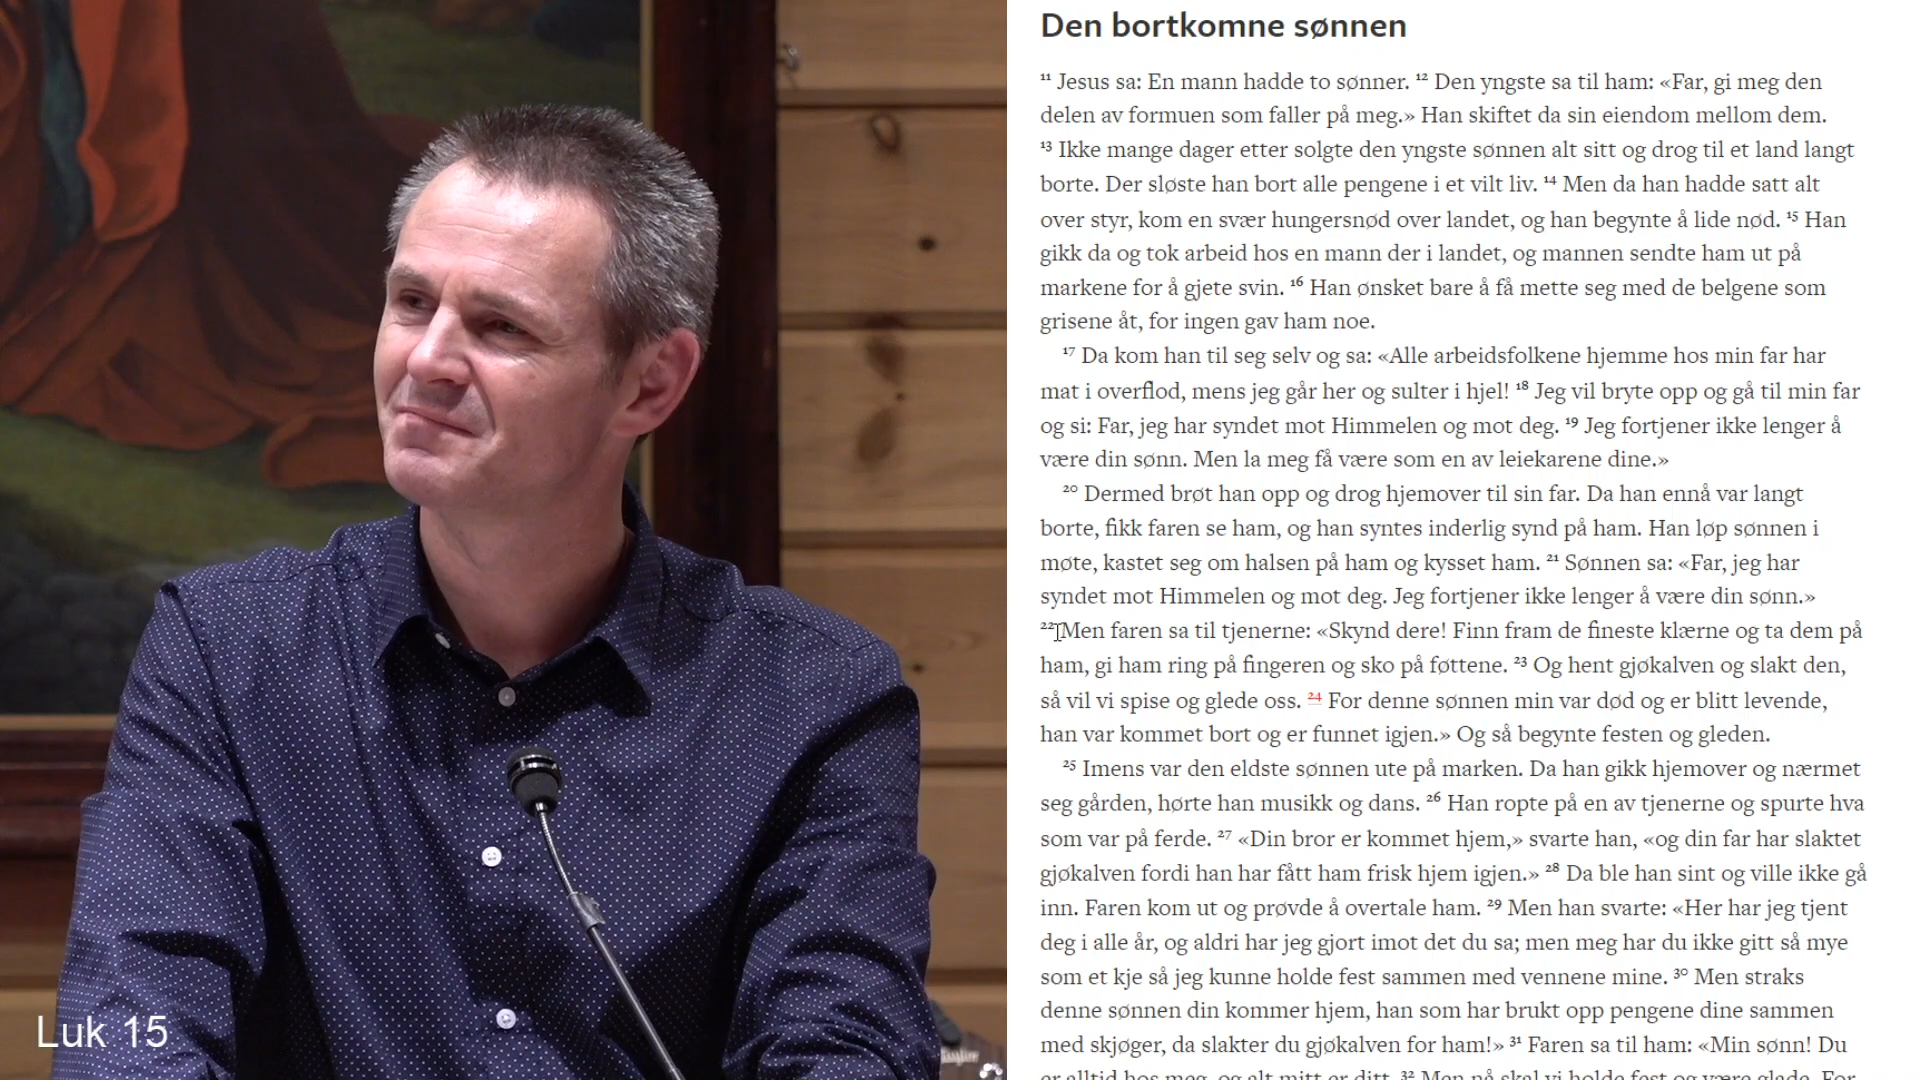 Den bortkomne sønnen
¹¹ Jesus sa: En mann hadde to sønner. ¹² Den yngste sa til ham: «Far, gi meg den
delen av formuen som faller på meg.» Han skiftet da sin eiendom mellom dem.
¹³ Ikke mange dager etter solgte den yngste sønnen alt sitt og drog til et land langt
borte. Der sløste han bort alle pengene i et vilt liv. ¹⁴ Men da han hadde satt alt
over styr, kom en svær hungersnød over landet, og han begynte å lide nød. ¹⁵ Han
gikk da og tok arbeid hos en mann der i landet, og mannen sendte ham ut på
markene for å gjete svin. ¹⁶ Han ønsket bare å få mette seg med de belgene som
grisene åt, for ingen gav ham noe.
¹⁷ Da kom han til seg selv og sa: «Alle arbeidsfolkene hjemme hos min far har
mat i overflod, mens jeg går her og sulter i hjel! ¹⁸ Jeg vil bryte opp og gå til min far
og si: Far, jeg har syndet mot Himmelen og mot deg. ¹⁹ Jeg fortjener ikke lenger å
være din sønn. Men la meg få være som en av leiekarene dine.»
²⁰ Dermed brøt han opp og drog hjemover til sin far. Da han ennå var langt
borte, fikk faren se ham, og han syntes inderlig synd på ham. Han løp sønnen i
møte, kastet seg om halsen på ham og kysset ham. ²¹ Sønnen sa: «Far, jeg har
syndet mot Himmelen og mot deg. Jeg fortjener ikke lenger å være din sønn.»
²² Men faren sa til tjenerne: «Skynd dere! Finn fram de fineste klærne og ta dem på
ham, gi ham ring på fingeren og sko på føttene. ²³ Og hent gjøkalven og slakt den,
så vil vi spise og glede oss. ²⁴ For denne sønnen min var død og er blitt levende,
han var kommet bort og er funnet igjen.» Og så begynte festen og gleden.
²⁵ Imens var den eldste sønnen ute på marken. Da han gikk hjemover og nærmet
seg gården, hørte han musikk og dans. ²⁶ Han ropte på en av tjenerne og spurte hva
som var på ferde. ²⁷ «Din bror er kommet hjem,» svarte han, «og din far har slaktet
gjøkalven fordi han har fått ham frisk hjem igjen.» ²⁸ Da ble han sint og ville ikke gå
inn. Faren kom ut og prøvde å overtale ham. ²⁹ Men han svarte: «Her har jeg tjent
deg i alle år, og aldri har jeg gjort imot det du sa; men meg har du ikke gitt så mye
som et kje så jeg kunne holde fest sammen med vennene mine. ³⁰ Men straks
denne sønnen din kommer hjem, han som har brukt opp pengene dine sammen
med skjøger, da slakter du gjøkalven for ham!» ³¹ Faren sa til ham: «Min sønn! Du
er alltid hos meg, og alt mitt er ditt. ³² Men nå skal vi holde fest og være glade. For
Luk 15